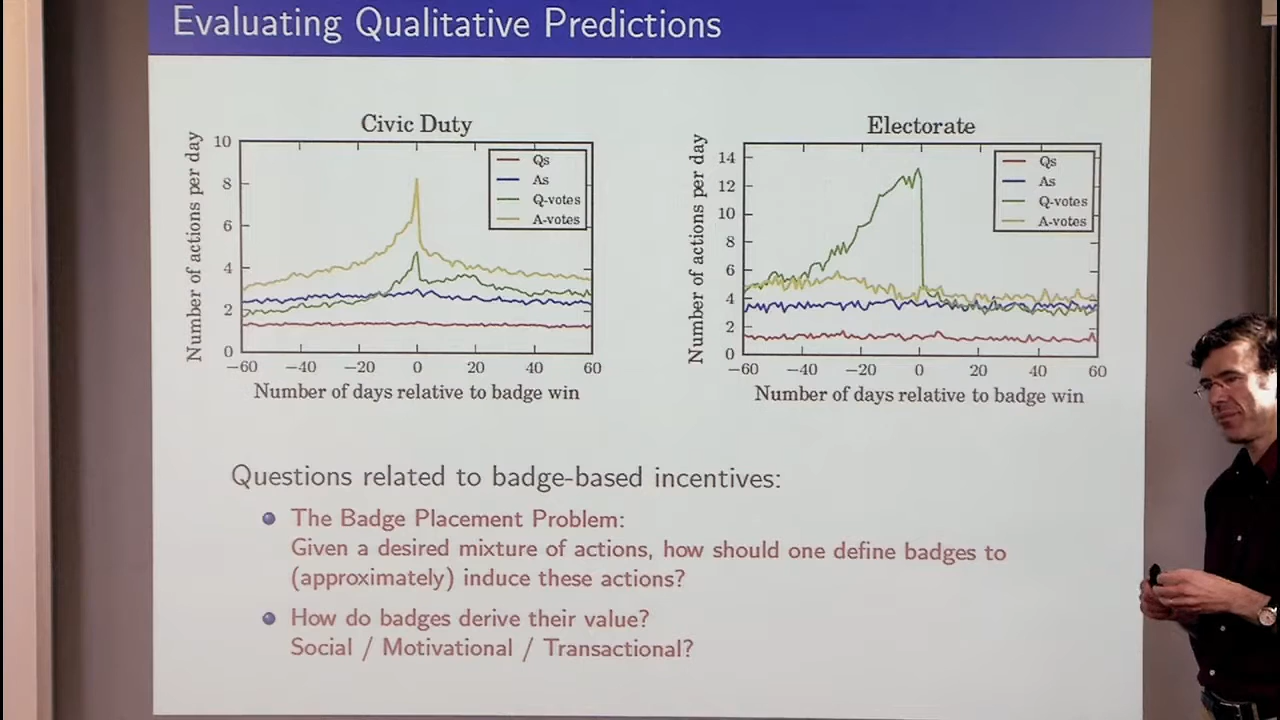 Evaluating Qualitative Predictions
Civic Duty
Number of actions per day
10
8
6
4
2
0
Qs
As
Q-votes
A-votes
−60
−40
−20
0
20
40
60
Number of days relative to badge win
Electorate
Number of actions per day
14
12
10
8
6
4
2
0
Qs
As
Q-votes
A-votes
−60
−40
−20
0
20
40
60
Number of days relative to badge win
Questions related to badge-based incentives:
The Badge Placement Problem:
Given a desired mixture of actions, how should one define badges to
(approximately) induce these actions?
How do badges derive their value?
Social / Motivational / Transactional?